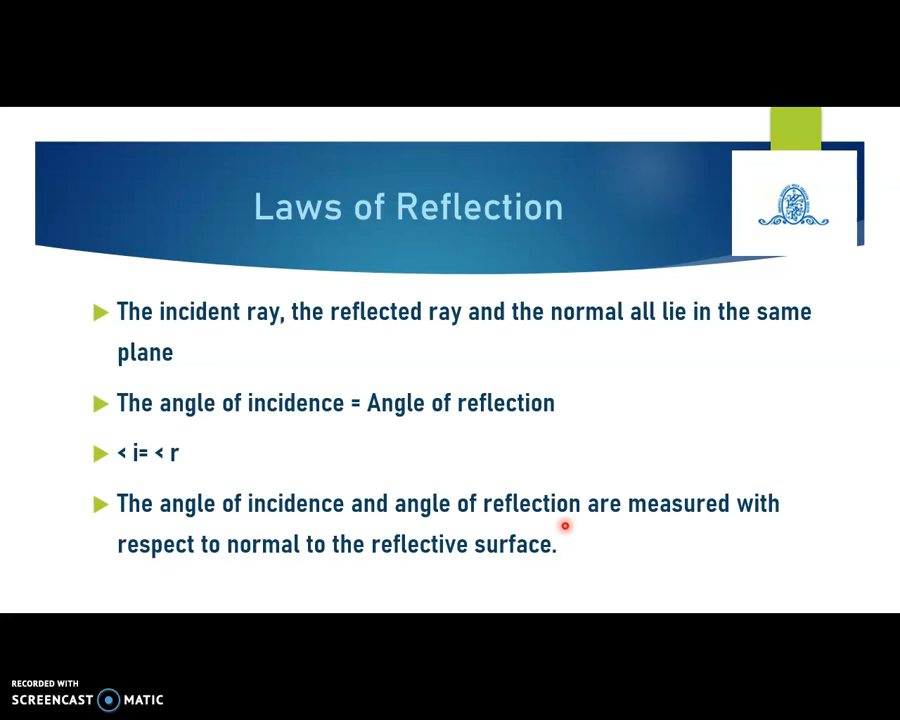 Laws of Reflection
The incident ray, the reflected ray and the normal all lie in the same
plane
The angle of incidence = Angle of reflection
< i= < r
The angle of incidence and angle of reflection are measured with
respect to normal to the reflective surface.
RECORDED WITH
SCREENCAST MATIC